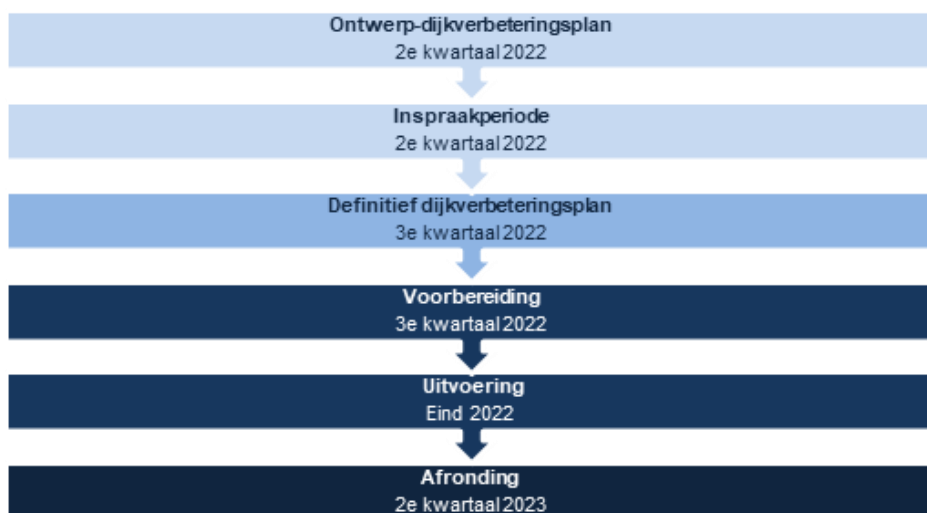 Ontwerp-dijkverbeteringsplan
2e kwartaal 2022
Inspraakperiode
2e kwartaal 2022
Definitief dijkverbeteringsplan
3e kwartaal 2022
Voorbereiding
3e kwartaal 2022
Uitvoering
Eind 2022
Afronding
2e kwartaal 2023